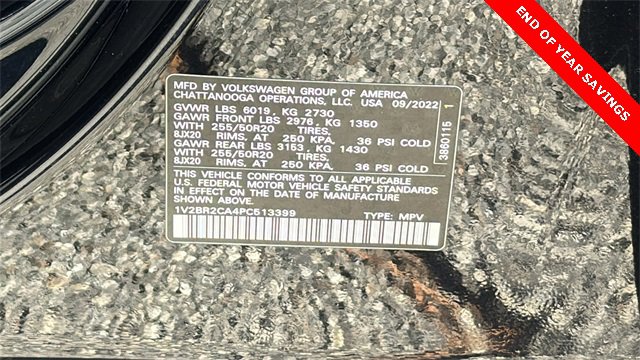 END OF YEAR SAVINGS
MFD BY VOLKSWAGEN GROUP OF AMERICA
CHATTANOOGA OPERATIONS, LLC. USA 09/2022
GVWR LBS 6019, KG 2730
GAWR FRONT LBS 2976, KG 1350
WITH 255/50R20 TIRES,
8JX20 RIMS, AT 250 KPA. 36 PSI COLD
GAWR REAR LBS 3153, KG 1430
WITH 255/50R20 TIRES,
8JX20 RIMS, AT 250 KPA. 36 PSI COLD
THIS VEHICLE CONFORMS TO ALL APPLICABLE
U.S. FEDERAL MOTOR VEHICLE SAFETY STANDARDS
IN EFFECT ON THE DATE OF MANUFACTURE
SHOWN ABOVE.
1V2BR2CA4PC513399 TYPE: MPV
3860115 1